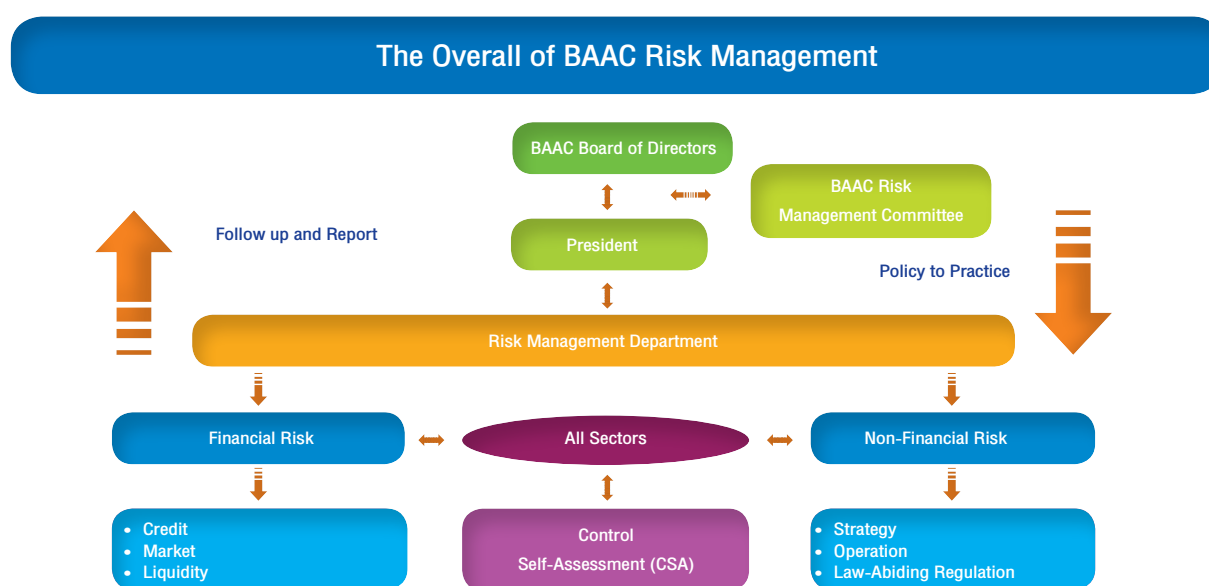 The Overall of BAAC Risk Management
BAAC Board of Directors
BAAC Risk
Management Committee
Follow up and Report
President
Policy to Practice
Risk Management Department
Financial Risk
All Sectors
Non-Financial Risk
• Credit
• Market
• Liquidity
Control
Self-Assessment (CSA)
• Strategy
• Operation
• Law-Abiding Regulation